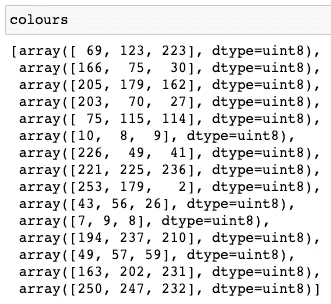 colours
[array([ 69, 123, 223], dtype=uint8),
 array([166,  75,  30], dtype=uint8),
 array([205, 179, 162], dtype=uint8),
 array([203,  70,  27], dtype=uint8),
 array([ 75, 115, 114], dtype=uint8),
 array([10,  8,  9], dtype=uint8),
 array([226,  49,  41], dtype=uint8),
 array([221, 225, 236], dtype=uint8),
 array([253, 179,   2], dtype=uint8),
 array([43, 56, 26], dtype=uint8),
 array([7, 9, 8], dtype=uint8),
 array([194, 237, 210], dtype=uint8),
 array([49, 57, 59], dtype=uint8),
 array([163, 202, 231], dtype=uint8),
 array([250, 247, 232], dtype=uint8)]